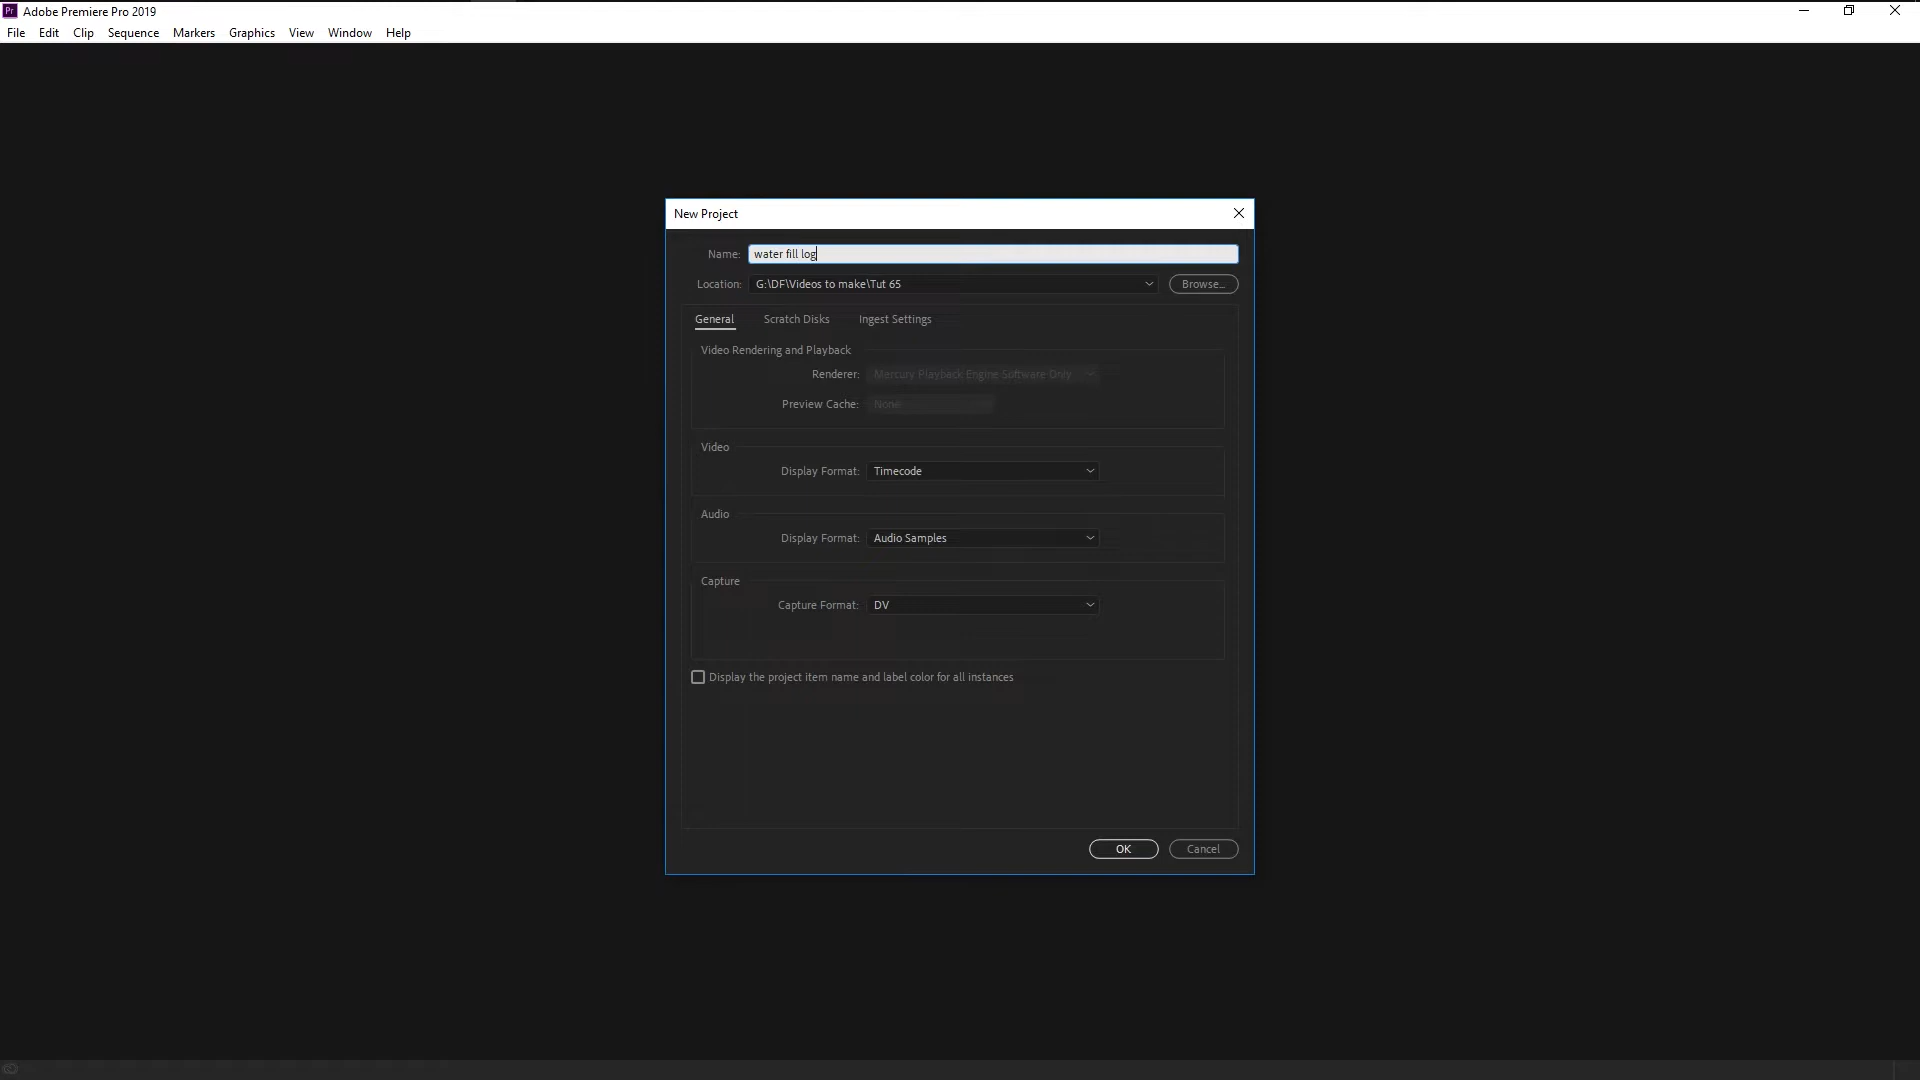 Pr Adobe Premiere Pro 2019
File Edit Clip Sequence Markers Graphics View Window Help
New Project
Name: water fill log
Location: G:\DF\Videos to make\Tut 65 Browse...
General Scratch Disks Ingest Settings
Video Rendering and Playback
Renderer: Mercury Playback Engine Software Only
Preview Cache: None
Video
Display Format: Timecode
Audio
Display Format: Audio Samples
Capture
Capture Format: DV
Display the project item name and label color for all instances
OK Cancel